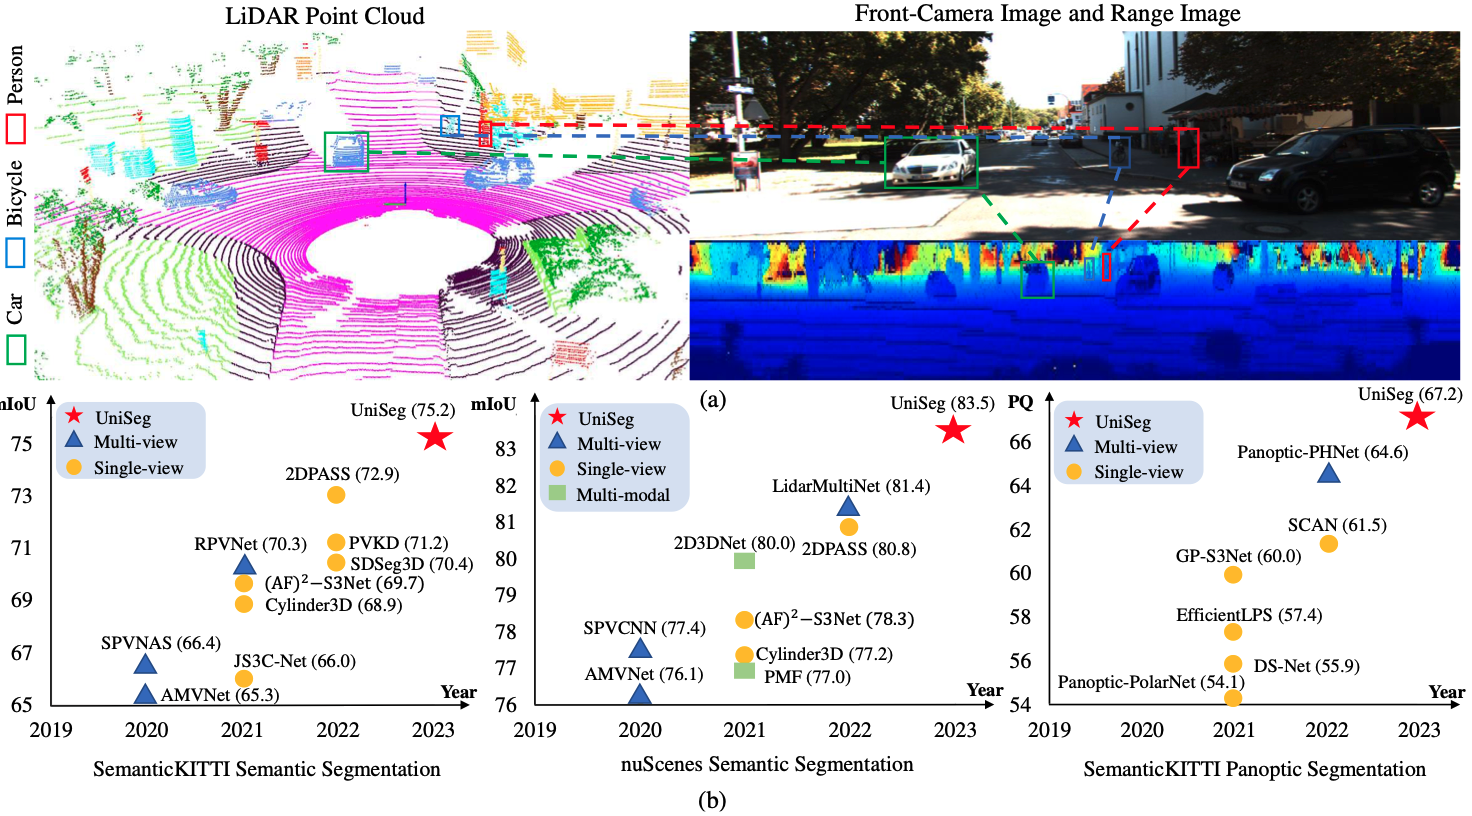 LiDAR Point Cloud
Front-Camera Image and Range Image
Person
Bicycle
Car
(a)
mIoU
UniSeg
Multi-view
Single-view
UniSeg (75.2)
2DPASS (72.9)
RPVNet (70.3)
PVKD (71.2)
SDSeg3D (70.4)
(AF)²−S3Net (69.7)
Cylinder3D (68.9)
SPVNAS (66.4)
JS3C-Net (66.0)
AMVNet (65.3)
75
73
71
69
67
65
Year
2019 2020 2021 2022 2023
SemanticKITTI Semantic Segmentation
mIoU
UniSeg
Multi-view
Single-view
Multi-modal
UniSeg (83.5)
LidarMultiNet (81.4)
2D3DNet (80.0)
2DPASS (80.8)
(AF)²−S3Net (78.3)
SPVCNN (77.4)
Cylinder3D (77.2)
AMVNet (76.1)
PMF (77.0)
83
82
81
80
79
78
77
76
Year
2019 2020 2021 2022 2023
nuScenes Semantic Segmentation
PQ
UniSeg
Multi-view
Single-view
UniSeg (67.2)
Panoptic-PHNet (64.6)
SCAN (61.5)
GP-S3Net (60.0)
EfficientLPS (57.4)
DS-Net (55.9)
Panoptic-PolarNet (54.1)
66
64
62
60
58
56
54
Year
2019 2020 2021 2022 2023
SemanticKITTI Panoptic Segmentation
(b)